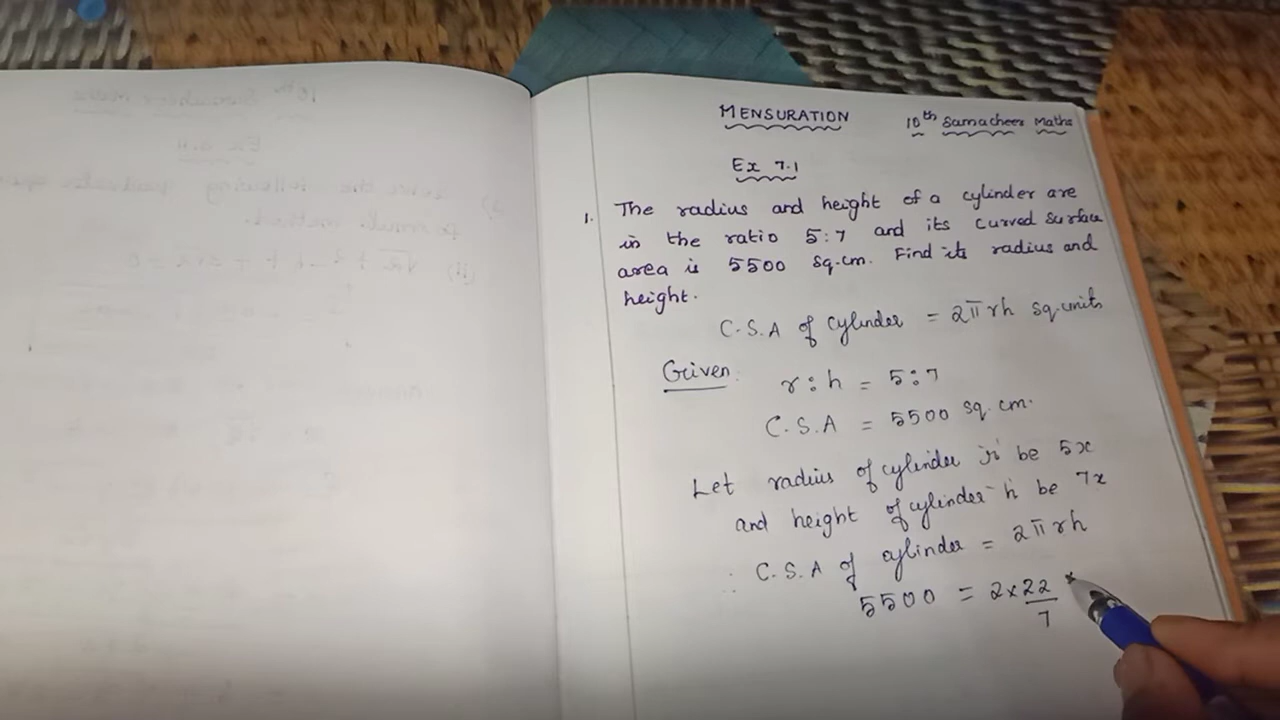 MENSURATION
10th Samacheer Maths
Ex 7.1
1. The radius and height of a cylinder are
in the ratio 5:7 and its curved surface
area is 5500 sq.cm. Find its radius and
height.
C.S.A of cylinder = 2πrh sq.units
Given:
r:h = 5:7
C.S.A = 5500 sq.cm.
Let radius of cylinder 'r' be 5x
and height of cylinder 'h' be 7x
∴ C.S.A of cylinder = 2πrh
5500 = 2×22/7 ×